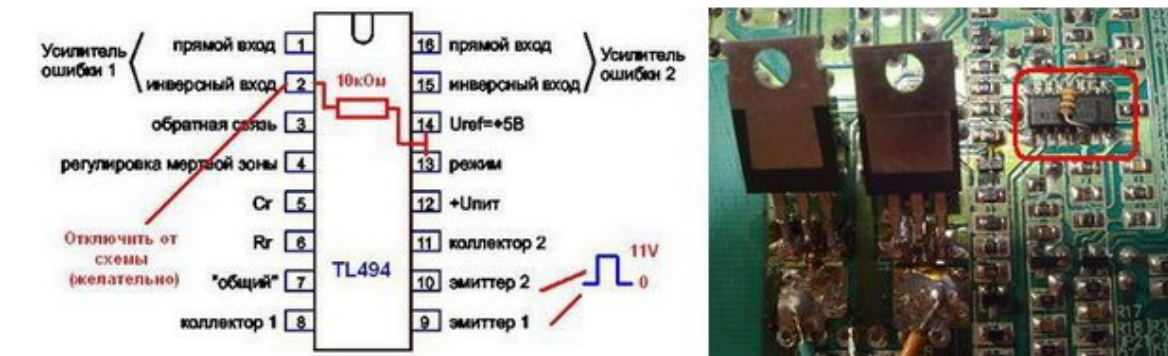 Усилитель
ошибки 1
прямой вход 1
инверсный вход 2
обратная связь 3
регулировка мертвой зоны 4
Cr 5
Rr 6
"общий" 7
коллектор 1 8
10кОм
TL494
16 прямой вход
15 инверсный вход
Усилитель
ошибки 2
14 Uref=+5В
13 режим
12 +Uпит
11 коллектор 2
10 эмиттер 2
9 эмиттер 1
Отключить от
схемы
(желательно)
11V
0
R17
R18